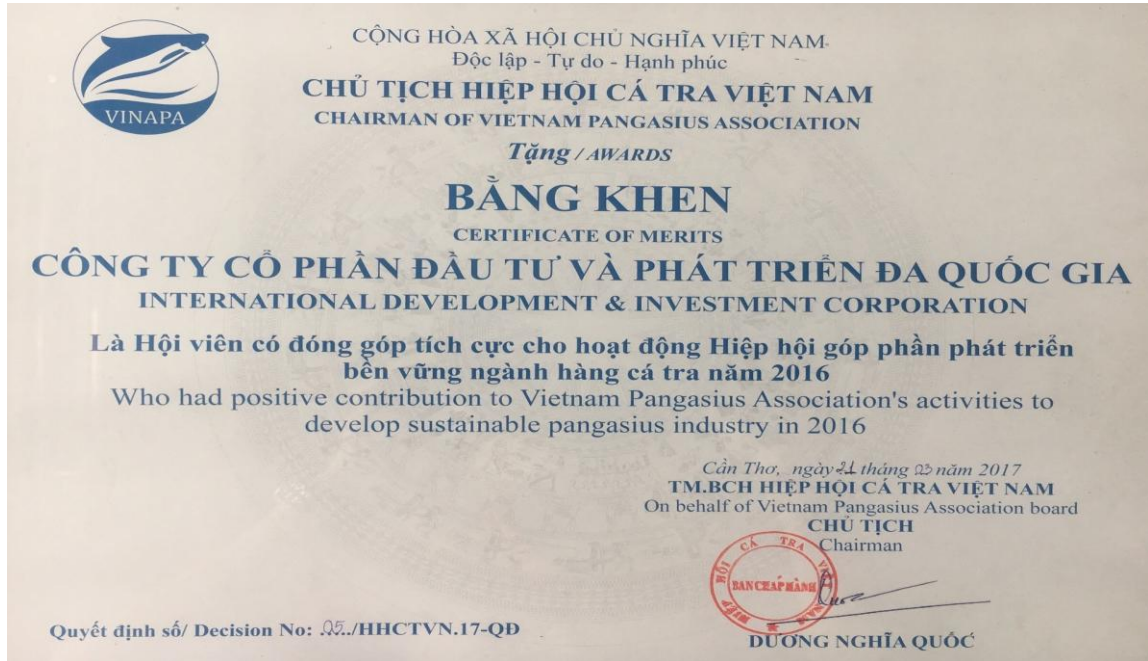 VINAPA
CỘNG HÒA XÃ HỘI CHỦ NGHĨA VIỆT NAM
Độc lập - Tự do - Hạnh phúc
CHỦ TỊCH HIỆP HỘI CÁ TRA VIỆT NAM
CHAIRMAN OF VIETNAM PANGASIUS ASSOCIATION
Tặng / AWARDS
BẰNG KHEN
CERTIFICATE OF MERITS
CÔNG TY CỔ PHẦN ĐẦU TƯ VÀ PHÁT TRIỂN ĐA QUỐC GIA
INTERNATIONAL DEVELOPMENT & INVESTMENT CORPORATION
Là Hội viên có đóng góp tích cực cho hoạt động Hiệp hội góp phần phát triển
bền vững ngành hàng cá tra năm 2016
Who had positive contribution to Vietnam Pangasius Association's activities to
develop sustainable pangasius industry in 2016
Cần Thơ, ngày 21 tháng 03 năm 2017
TM.BCH HIỆP HỘI CÁ TRA VIỆT NAM
On behalf of Vietnam Pangasius Association board
CHỦ TỊCH
Chairman
HIỆP HỘI CÁ TRA VIỆT NAM
BAN CHẤP HÀNH
Quyết định số/ Decision No: .05../HHCTVN.17-QĐ
DƯƠNG NGHĨA QUỐC